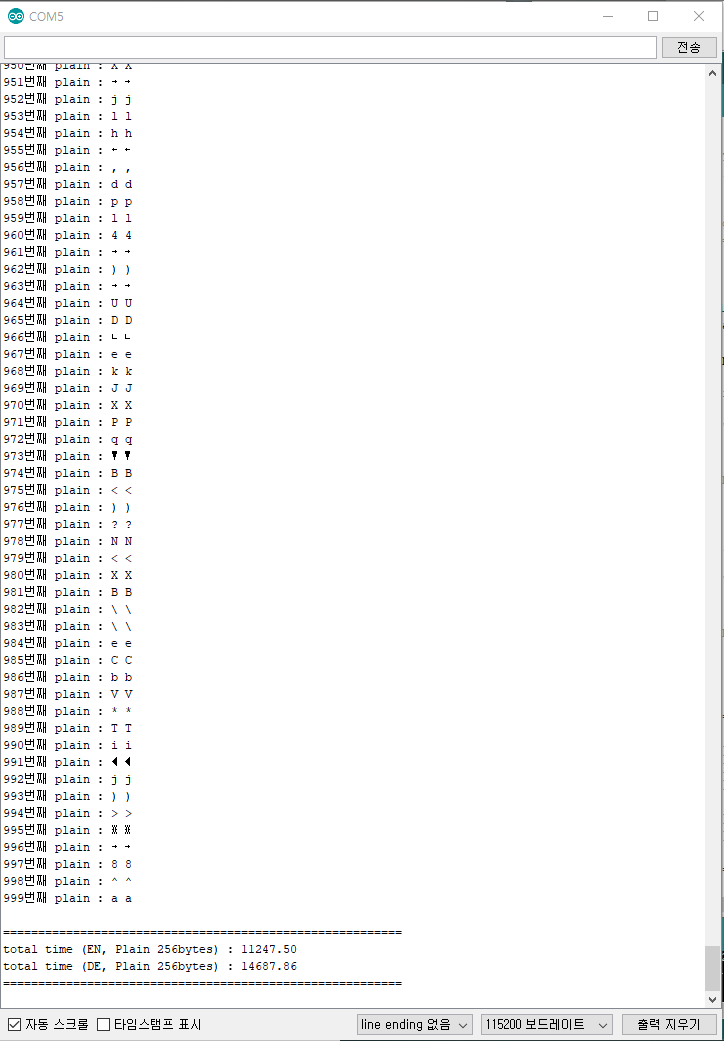 COM5
전송
950번째 plain : X X
951번째 plain : → →
952번째 plain : j j
953번째 plain : l l
954번째 plain : h h
955번째 plain : ← ←
956번째 plain : , ,
957번째 plain : d d
958번째 plain : p p
959번째 plain : l l
960번째 plain : 4 4
961번째 plain : → →
962번째 plain : ) )
963번째 plain : → →
964번째 plain : U U
965번째 plain : D D
966번째 plain : ∟ ∟
967번째 plain : e e
968번째 plain : k k
969번째 plain : J J
970번째 plain : X X
971번째 plain : P P
972번째 plain : q q
973번째 plain :
974번째 plain : B B
975번째 plain : < <
976번째 plain : ) )
977번째 plain : ? ?
978번째 plain : N N
979번째 plain : < <
980번째 plain : X X
981번째 plain : B B
982번째 plain : \ \
983번째 plain : \ \
984번째 plain : e e
985번째 plain : C C
986번째 plain : b b
987번째 plain : V V
988번째 plain : * *
989번째 plain : T T
990번째 plain : i i
991번째 plain : ◀ ◀
992번째 plain : j j
993번째 plain : ) )
994번째 plain : > >
995번째 plain :
996번째 plain : → →
997번째 plain : 8 8
998번째 plain : ^ ^
999번째 plain : a a
=========================================================
total time (EN, Plain 256bytes) : 11247.50
total time (DE, Plain 256bytes) : 14687.86
=========================================================
자동 스크롤 타임스탬프 표시 line ending 없음 115200 보드레이트 출력 지우기